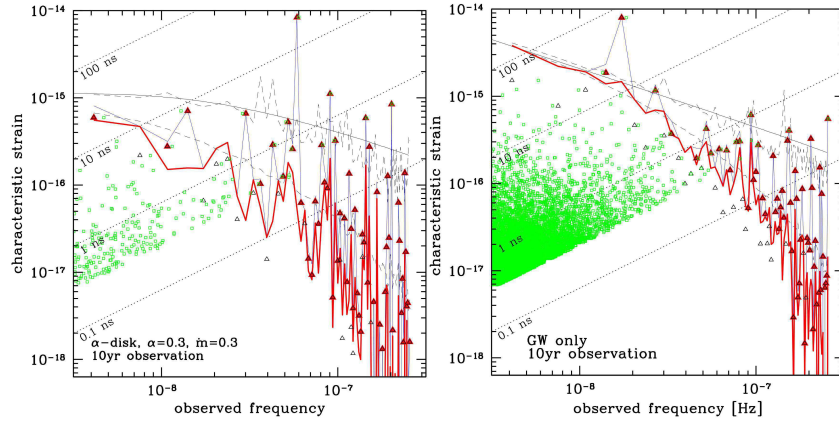 10⁻¹⁴
100 ns
10⁻¹⁵
10 ns
10⁻¹⁶
1 ns
10⁻¹⁷
0.1 ns
10⁻¹⁸
characteristic strain
α-disk, α=0.3, ṁ=0.3
10yr observation
10⁻⁸
10⁻⁷
observed frequency
10⁻¹⁴
100 ns
10⁻¹⁵
10 ns
10⁻¹⁶
1 ns
10⁻¹⁷
0.1 ns
10⁻¹⁸
characteristic strain
GW only
10yr observation
10⁻⁸
10⁻⁷
observed frequency [Hz]